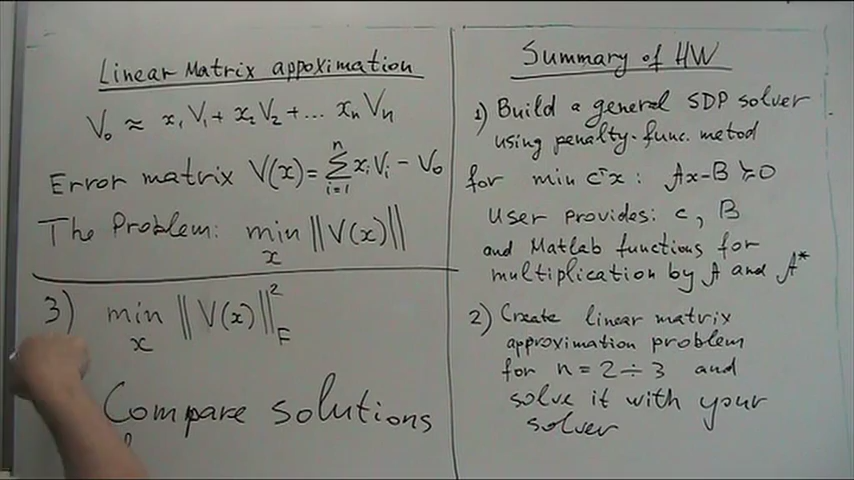 Linear Matrix appoximation
V₀ ≈ x₁V₁ + x₂V₂ + ... xₙVₙ
Error matrix V(x) = ∑ᵢ₌₁ⁿ xᵢVᵢ − V₀
The Problem: min ‖V(x)‖
x
3) min ‖V(x)‖²_F
x
Compare solutions
Summary of HW
1) Build a general SDP solver
using penalty-func. metod
for min cᵀx : Ax−B ≽ 0
User provides: c, B
and Matlab functions for
multiplication by A and A*
2) Create linear matrix
approximation problem
for n = 2 ÷ 3 and
solve it with your
solver